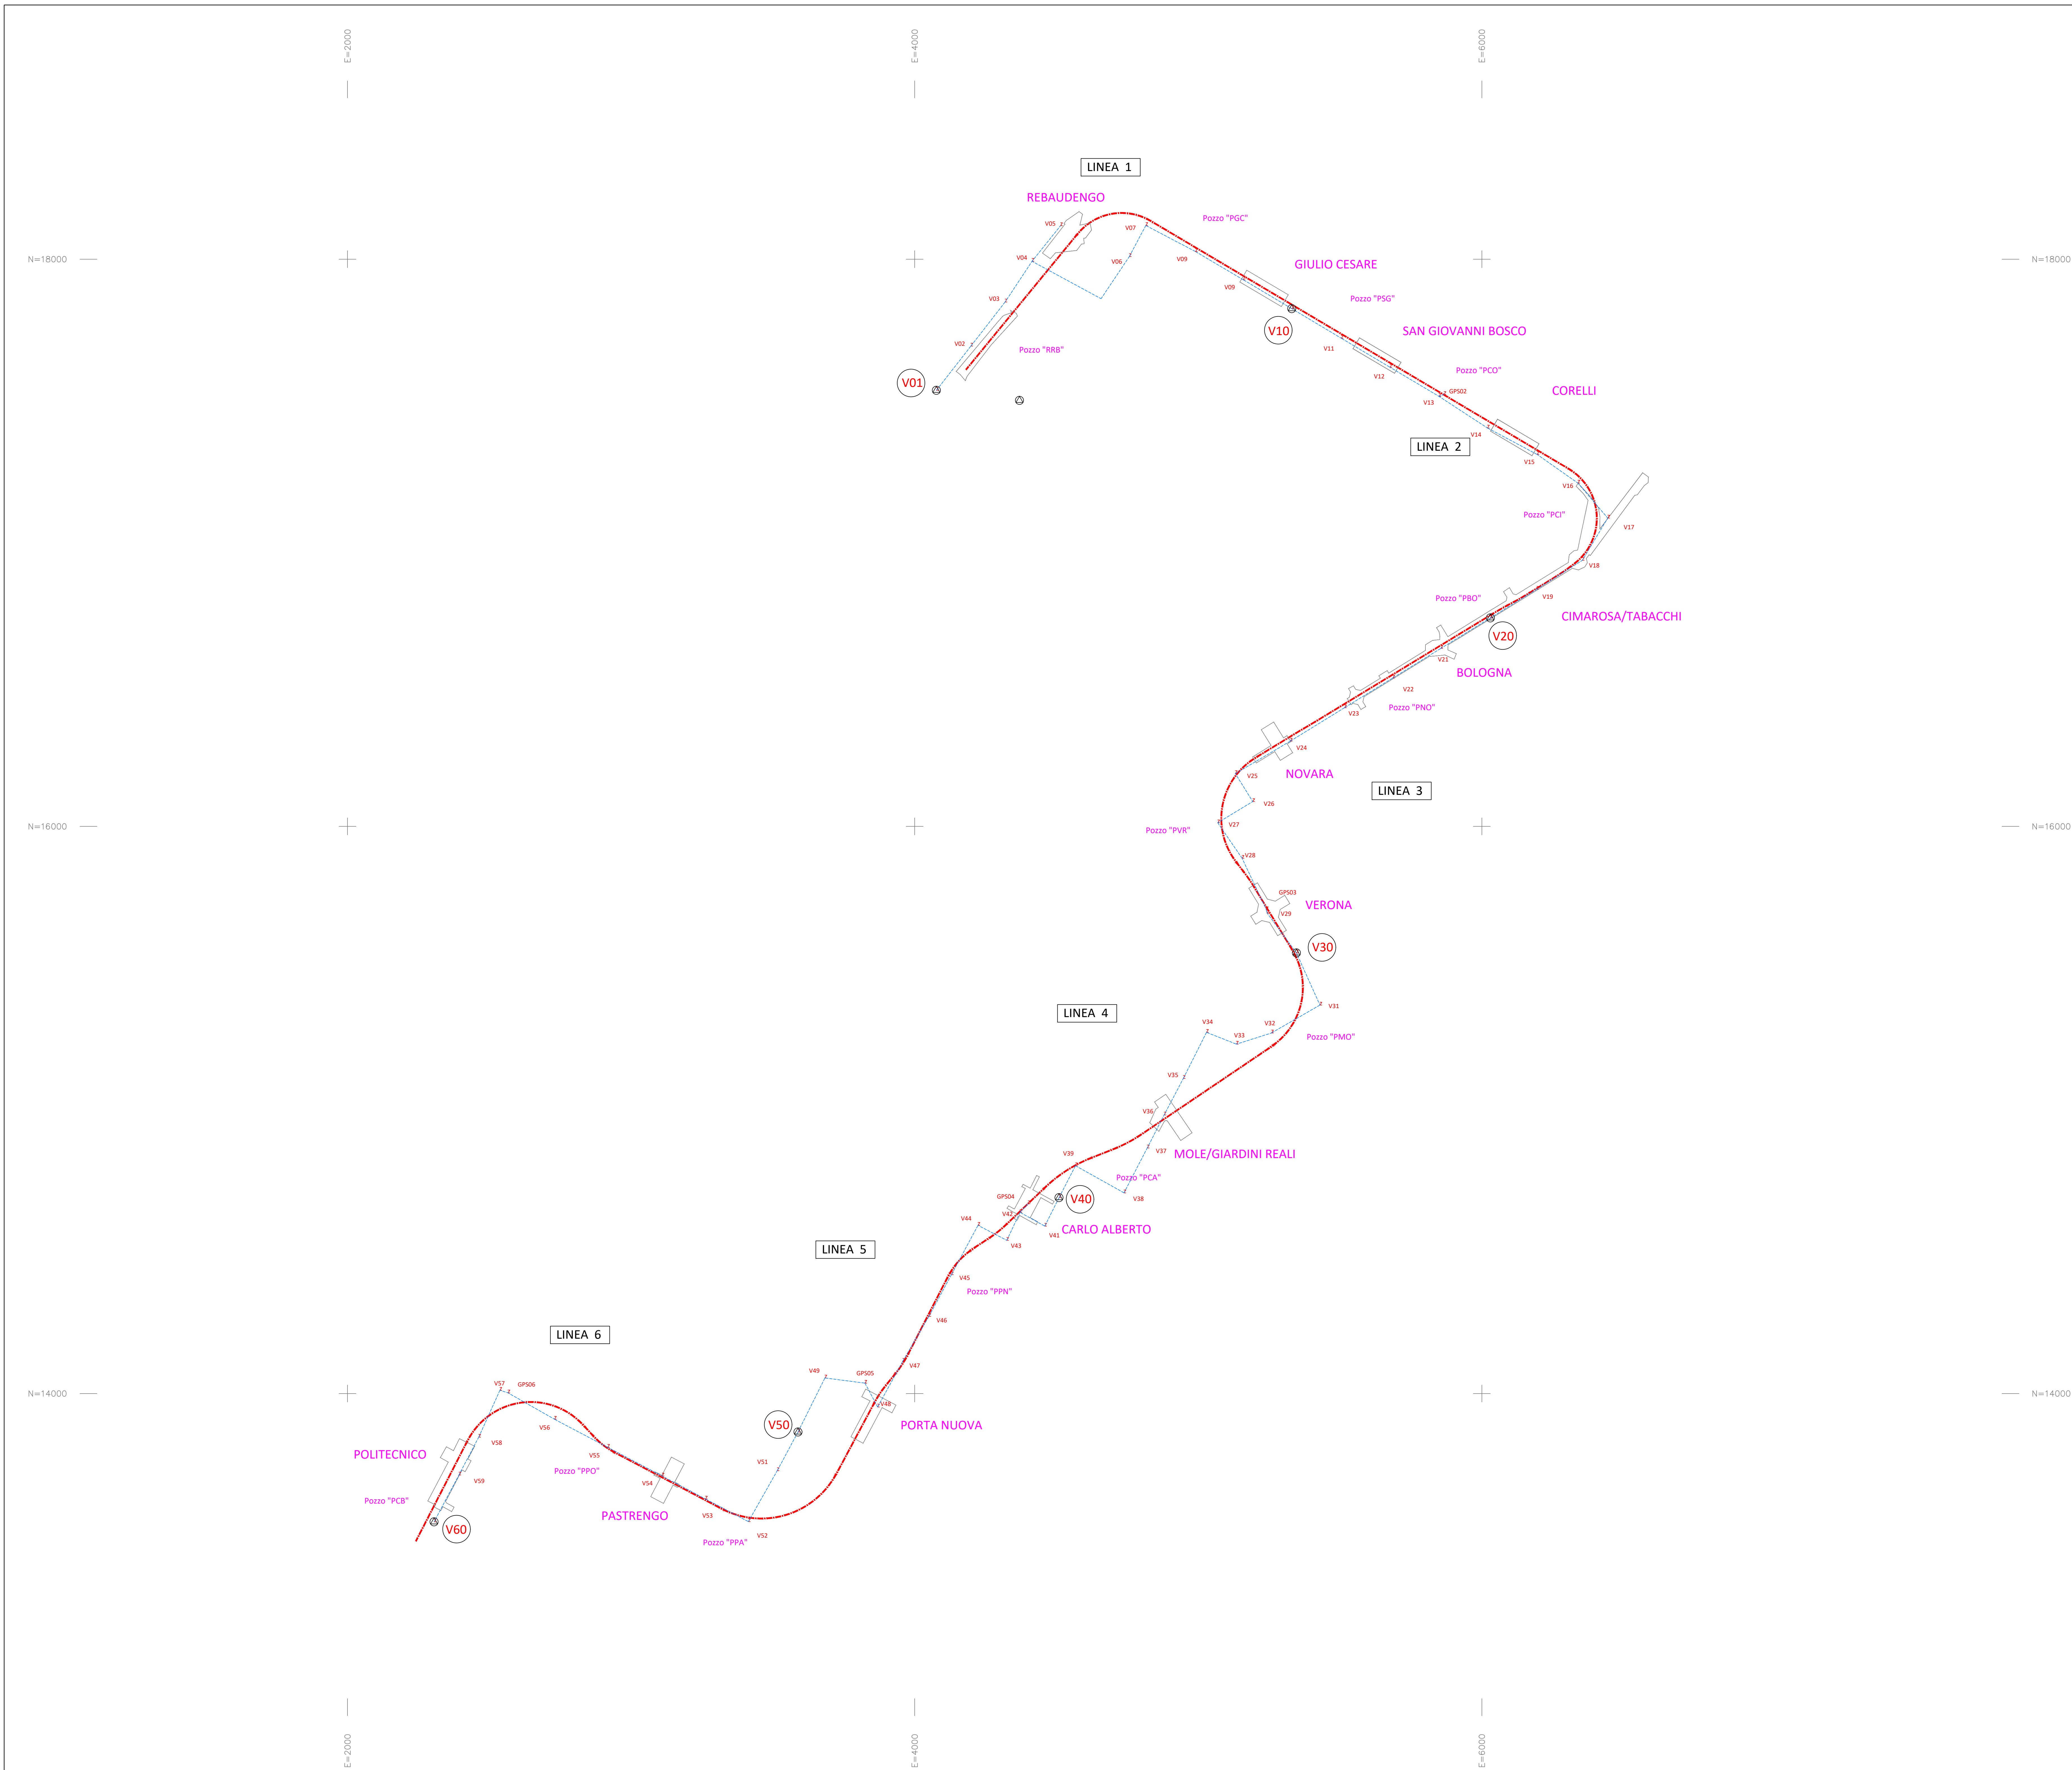 E=2000
E=4000
E=6000
LINEA 1
REBAUDENGO
Pozzo "PGC"
V05
V07
V04
V06
V09
N=18000
N=18000
GIULIO CESARE
V09
V03
Pozzo "PSG"
V10
SAN GIOVANNI BOSCO
V02
Pozzo "RRB"
V11
V01
V12
Pozzo "PCO"
GPS02
CORELLI
V13
V14
LINEA 2
V15
V16
Pozzo "PCI"
V17
V18
Pozzo "PBO"
V19
CIMAROSA/TABACCHI
V20
V21
BOLOGNA
V22
Pozzo "PNO"
V23
V24
V25
NOVARA
LINEA 3
V26
N=16000
N=16000
Pozzo "PVR"
V27
V28
GPS03
VERONA
V29
V30
V31
LINEA 4
V34
V32
V33
Pozzo "PMO"
V35
V36
V37
MOLE/GIARDINI REALI
V39
Pozzo "PCA"
GPS04
V40
V38
V42
V44
CARLO ALBERTO
V41
V43
LINEA 5
V45
Pozzo "PPN"
V46
LINEA 6
V47
V49
GPS05
V57
GPS06
N=14000
N=14000
V48
V50
PORTA NUOVA
V56
V58
POLITECNICO
V55
V51
Pozzo "PPO"
V59
V54
Pozzo "PCB"
V53
PASTRENGO
V60
V52
Pozzo "PPA"
E=2000
E=4000
E=6000